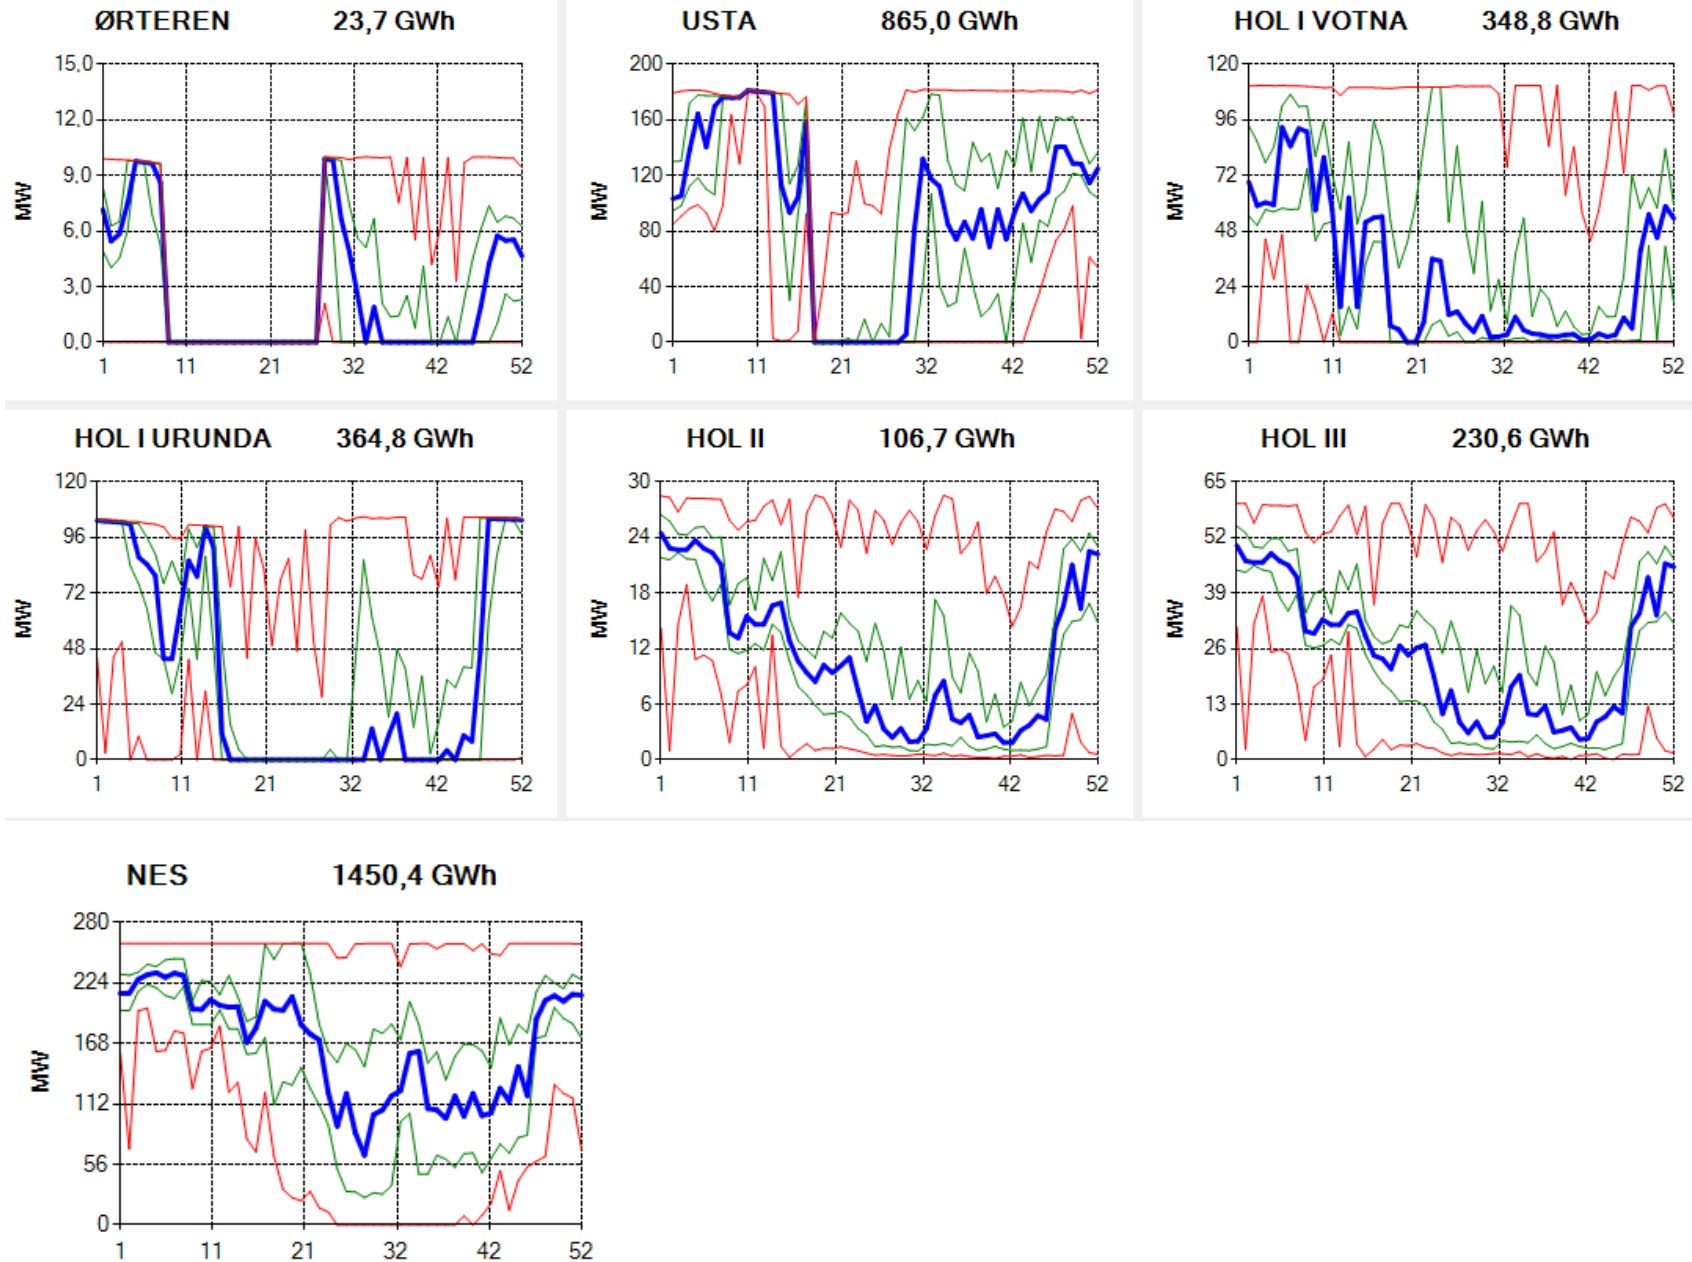 ØRTEREN 23,7 GWh
15,0
12,0
9,0
6,0
3,0
0,0
MW
1 11 21 32 42 52
USTA 865,0 GWh
200
160
120
80
40
0
MW
1 11 21 32 42 52
HOL I VOTNA 348,8 GWh
120
96
72
48
24
0
MW
1 11 21 32 42 52
HOL I URUNDA 364,8 GWh
120
96
72
48
24
0
MW
1 11 21 32 42 52
HOL II 106,7 GWh
30
24
18
12
6
0
MW
1 11 21 32 42 52
HOL III 230,6 GWh
65
52
39
26
13
0
MW
1 11 21 32 42 52
NES 1450,4 GWh
280
224
168
112
56
0
MW
1 11 21 32 42 52